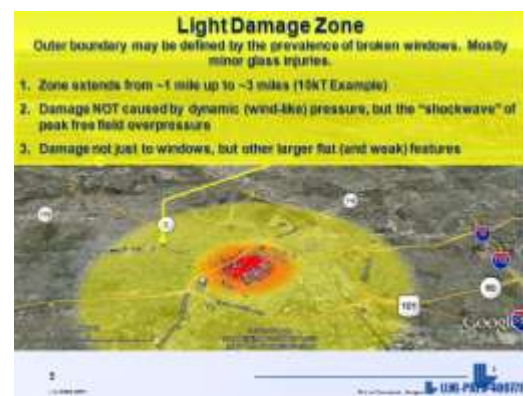 Light Damage Zone
Outer boundary may be defined by the prevalence of broken windows. Mostly
minor glass injuries.
1. Zone extends from ~1 mile up to ~3 miles (10kT Example)
2. Damage NOT caused by dynamic (wind-like) pressure, but the "shockwave" of
peak free field overpressure
3. Damage not just to windows, but other larger flat (and weak) features
101
Google